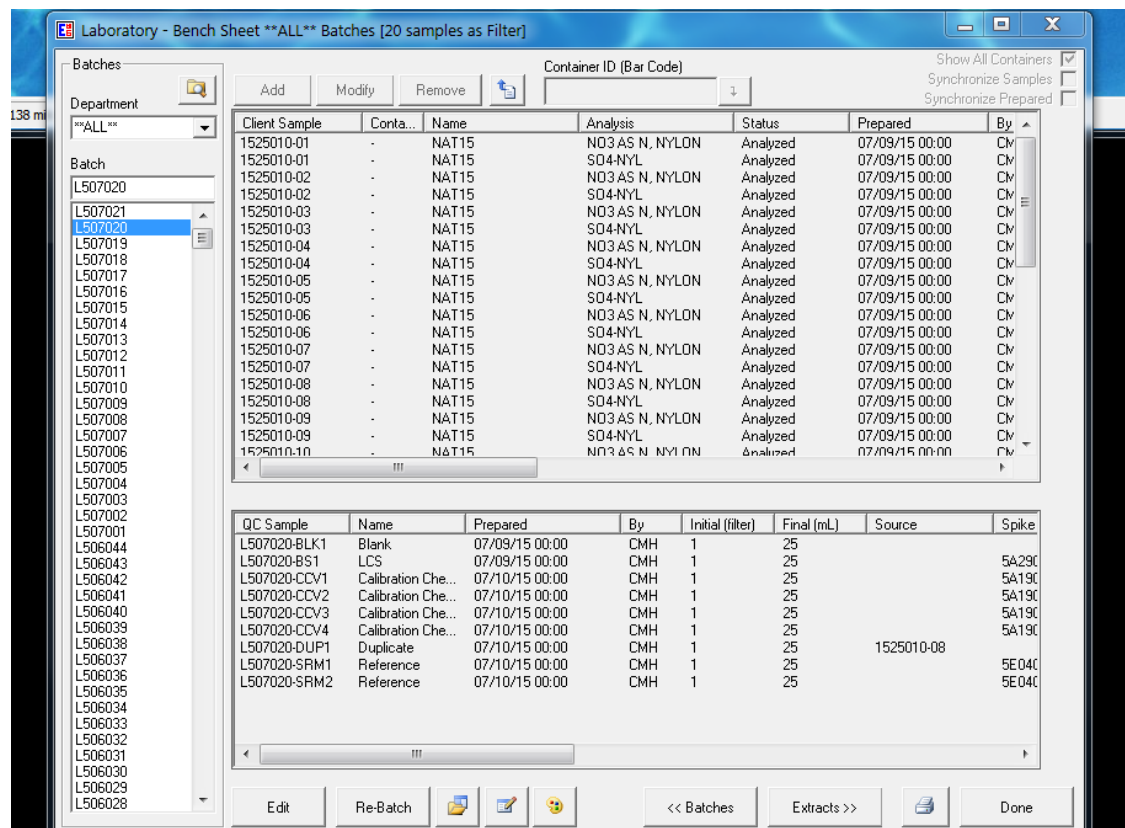 Laboratory - Bench Sheet **ALL** Batches [20 samples as Filter]
138 mi
Batches
Department
**ALL**
Batch
L507020
L507021
L507020
L507019
L507018
L507017
L507016
L507015
L507014
L507013
L507012
L507011
L507010
L507009
L507008
L507007
L507006
L507005
L507004
L507003
L507002
L507001
L506044
L506043
L506042
L506041
L506040
L506039
L506038
L506037
L506036
L506035
L506034
L506033
L506032
L506031
L506030
L506029
L506028
Add Modify Remove
Container ID (Bar Code)
Show All Containers
Synchronize Samples
Synchronize Prepared
Client Sample Conta... Name Analysis Status Prepared By
1525010-01 - NAT15 NO3 AS N, NYLON Analyzed 07/09/15 00:00
1525010-01 - NAT15 SO4-NYL Analyzed 07/09/15 00:00
1525010-02 - NAT15 NO3 AS N, NYLON Analyzed 07/09/15 00:00
1525010-02 - NAT15 SO4-NYL Analyzed 07/09/15 00:00
1525010-03 - NAT15 NO3 AS N, NYLON Analyzed 07/09/15 00:00
1525010-03 - NAT15 SO4-NYL Analyzed 07/09/15 00:00
1525010-04 - NAT15 NO3 AS N, NYLON Analyzed 07/09/15 00:00
1525010-04 - NAT15 SO4-NYL Analyzed 07/09/15 00:00
1525010-05 - NAT15 NO3 AS N, NYLON Analyzed 07/09/15 00:00
1525010-05 - NAT15 SO4-NYL Analyzed 07/09/15 00:00
1525010-06 - NAT15 NO3 AS N, NYLON Analyzed 07/09/15 00:00
1525010-06 - NAT15 SO4-NYL Analyzed 07/09/15 00:00
1525010-07 - NAT15 NO3 AS N, NYLON Analyzed 07/09/15 00:00
1525010-07 - NAT15 SO4-NYL Analyzed 07/09/15 00:00
1525010-08 - NAT15 NO3 AS N, NYLON Analyzed 07/09/15 00:00
1525010-08 - NAT15 SO4-NYL Analyzed 07/09/15 00:00
1525010-09 - NAT15 NO3 AS N, NYLON Analyzed 07/09/15 00:00
1525010-09 - NAT15 SO4-NYL Analyzed 07/09/15 00:00
1525010-10 - NAT15 NO3 AS N, NYLON Analyzed 07/09/15 00:00
QC Sample Name Prepared By Initial (filter) Final (mL) Source Spike
L507020-BLK1 Blank 07/09/15 00:00 CMH 1 25
L507020-BS1 LCS 07/09/15 00:00 CMH 1 25 5A290
L507020-CCV1 Calibration Che... 07/10/15 00:00 CMH 1 25 5A190
L507020-CCV2 Calibration Che... 07/10/15 00:00 CMH 1 25 5A190
L507020-CCV3 Calibration Che... 07/10/15 00:00 CMH 1 25 5A190
L507020-CCV4 Calibration Che... 07/10/15 00:00 CMH 1 25 5A190
L507020-DUP1 Duplicate 07/10/15 00:00 CMH 1 25 1525010-08
L507020-SRM1 Reference 07/10/15 00:00 CMH 1 25 5E040
L507020-SRM2 Reference 07/10/15 00:00 CMH 1 25 5E040
Edit Re-Batch << Batches Extracts >> Done